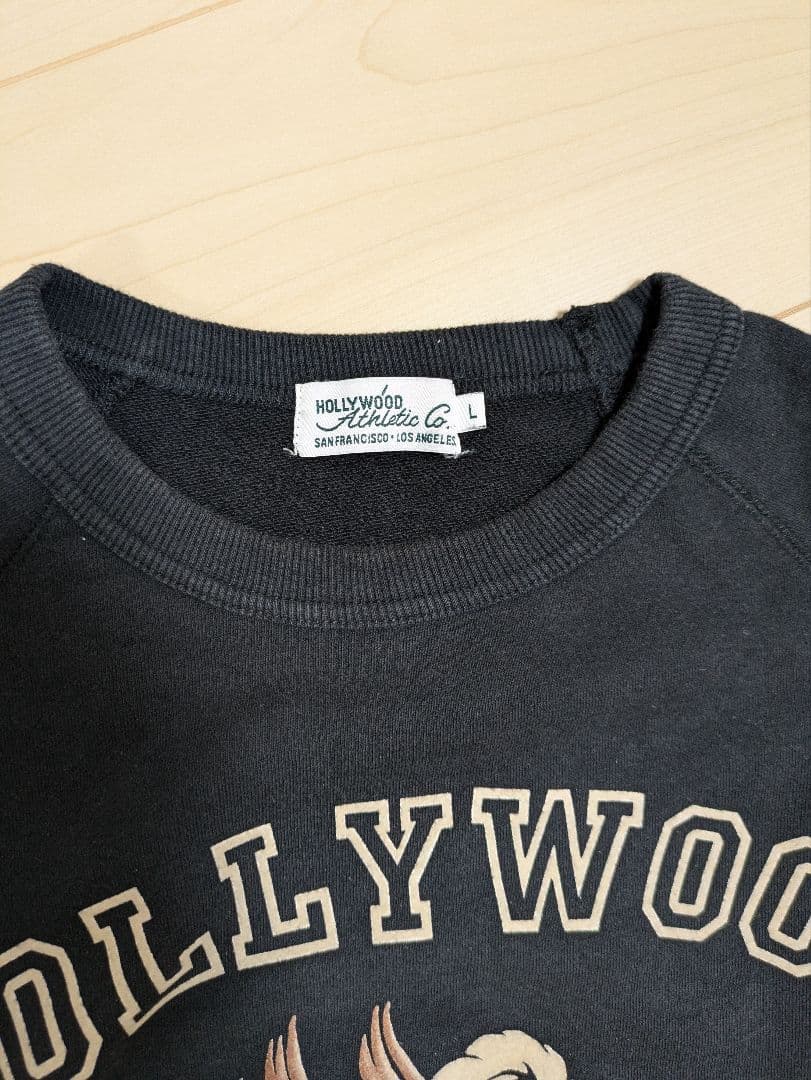 HOLLYWOOD
Athletic Co.
SAN FRANCISCO • LOS ANGELES
L
OLLYWOO